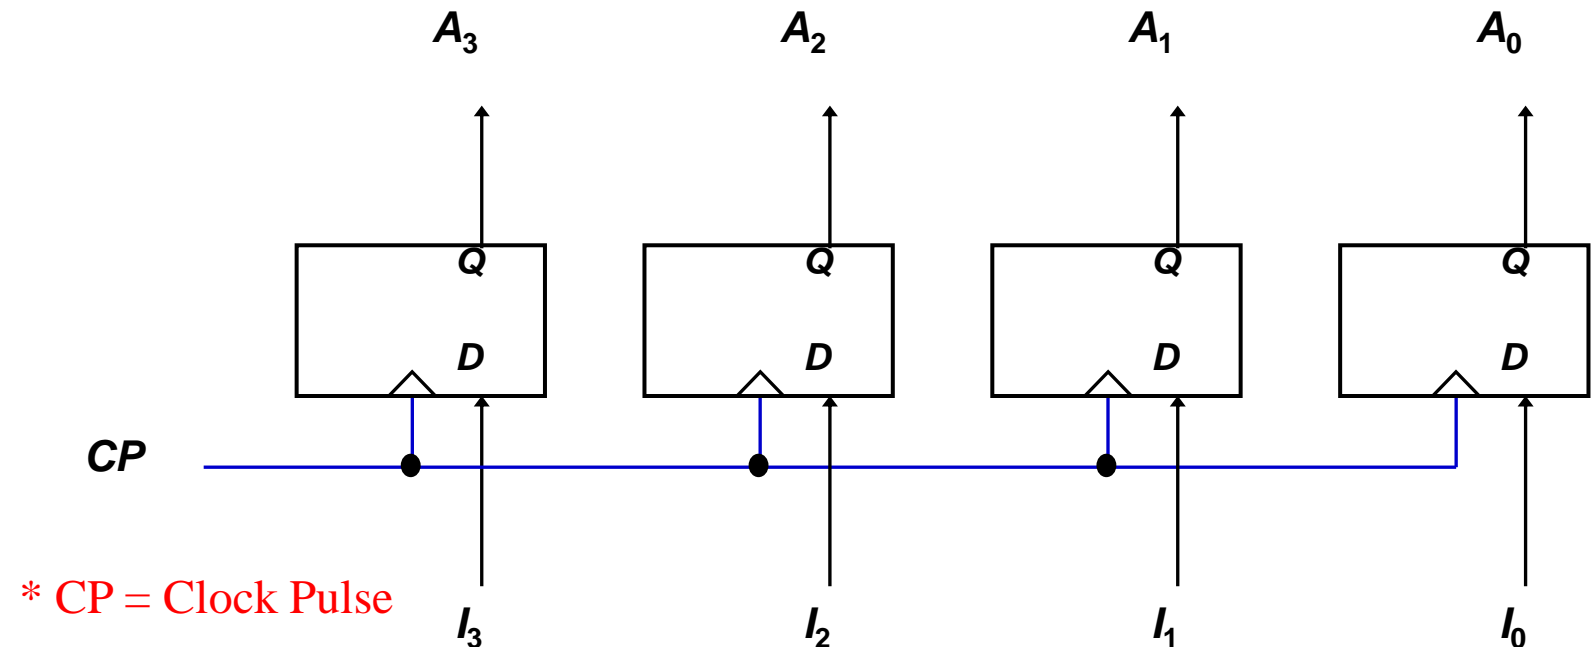 A3 A2 A1 A0
Q Q Q Q
D D D D
CP
* CP = Clock Pulse
I3 I2 I1 I0